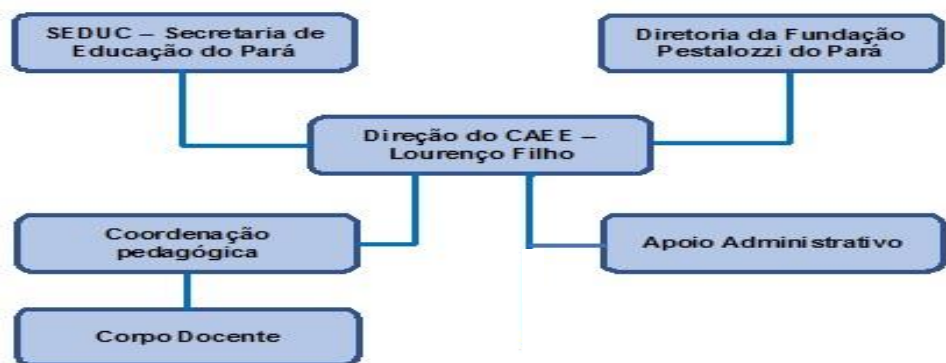 SEDUC – Secretaria de
Educação do Pará
Diretoria da Fundação
Pestalozzi do Pará
Direção do CAEE –
Lourenço Filho
Coordenação
pedagógica
Apoio Administrativo
Corpo Docente